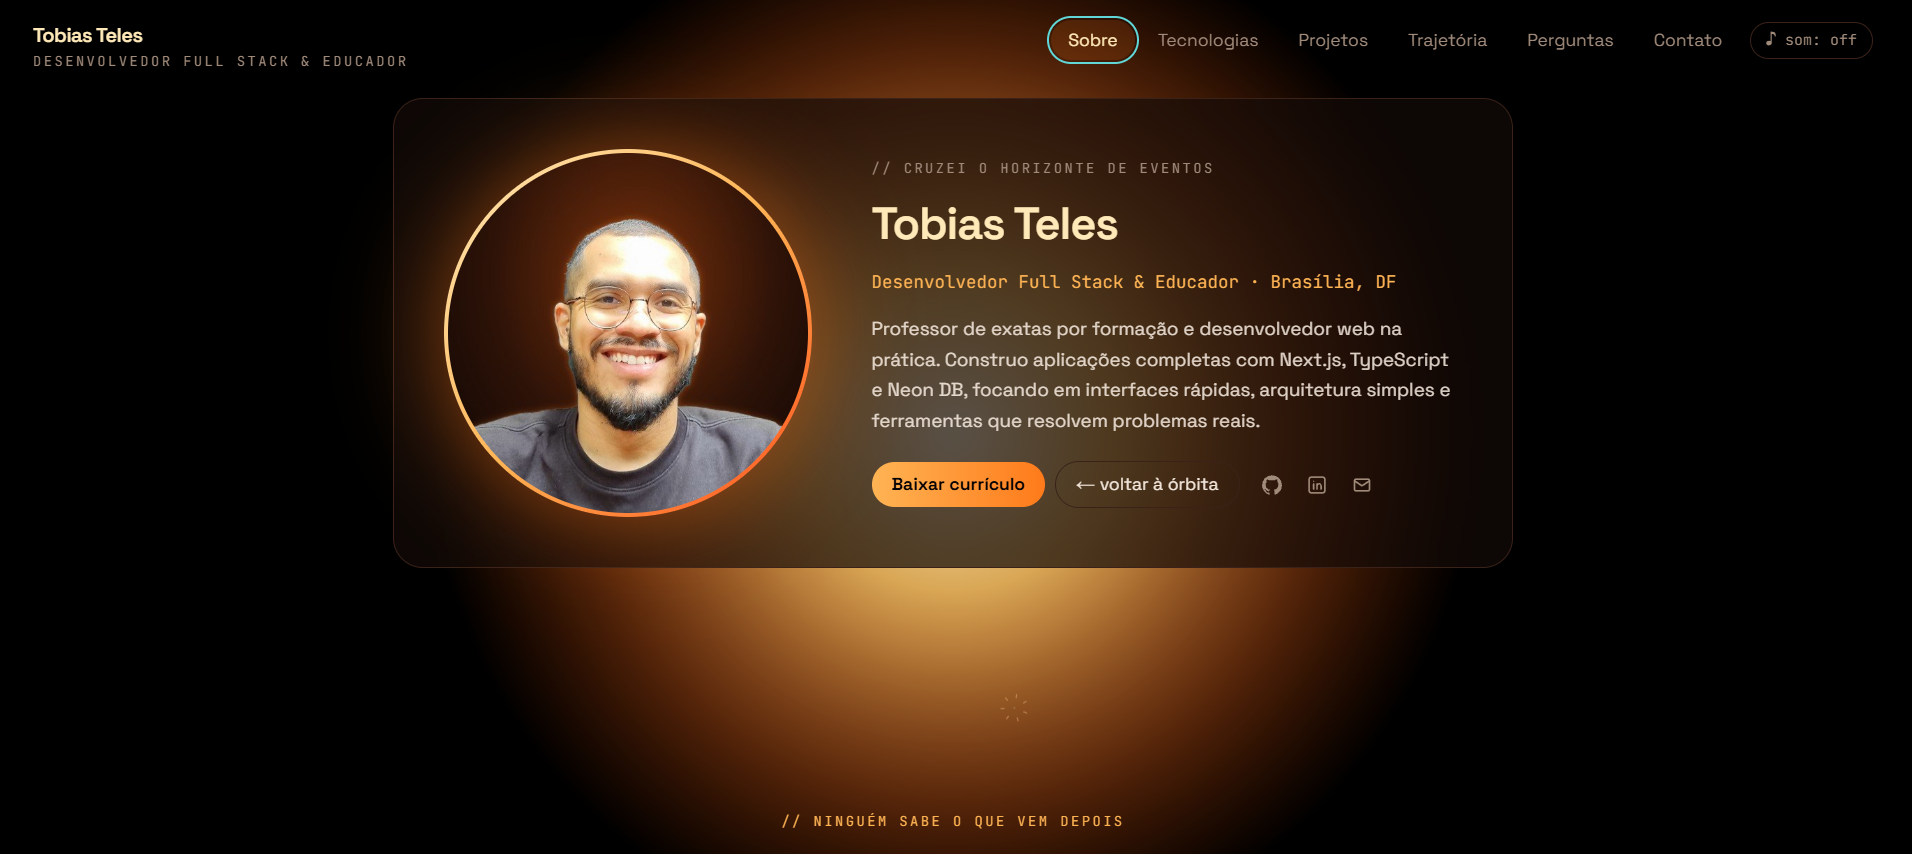 Tobias Teles
DESENVOLVEDOR FULL STACK & EDUCADOR
Sobre
Tecnologias
Projetos
Trajetória
Perguntas
Contato
♪ som: off
// CRUZEI O HORIZONTE DE EVENTOS
Tobias Teles
Desenvolvedor Full Stack & Educador · Brasília, DF
Professor de exatas por formação e desenvolvedor web na
prática. Construo aplicações completas com Next.js, TypeScript
e Neon DB, focando em interfaces rápidas, arquitetura simples e
ferramentas que resolvem problemas reais.
Baixar currículo
← voltar à órbita
in
// NINGUÉM SABE O QUE VEM DEPOIS